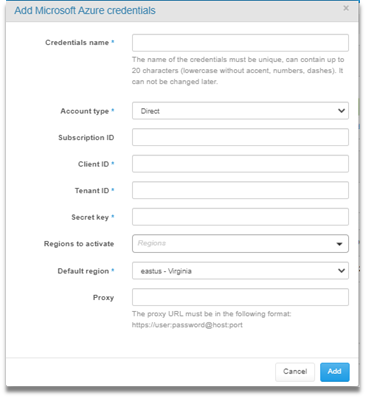 Add Microsoft Azure credentials ×
Credentials name *
The name of the credentials must be unique, can contain up to
20 characters (lowercase without accent, numbers, dashes). It
can not be changed later.
Account type * Direct
Subscription ID
Client ID *
Tenant ID *
Secret key *
Regions to activate Regions
Default region * eastus - Virginia
Proxy
The proxy URL must be in the following format:
https://user:password@host:port
Cancel Add